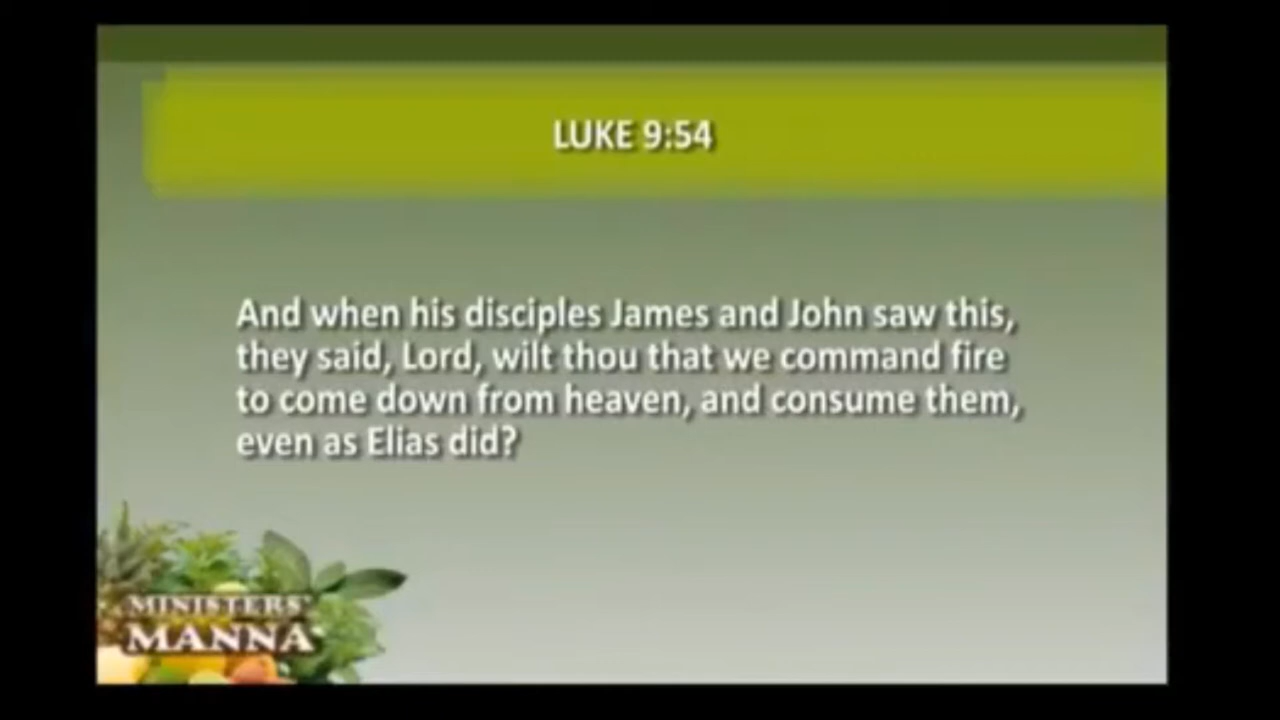 LUKE 9:54
And when his disciples James and John saw this,
they said, Lord, wilt thou that we command fire
to come down from heaven, and consume them,
even as Elias did?
MINISTERS'
MANNA